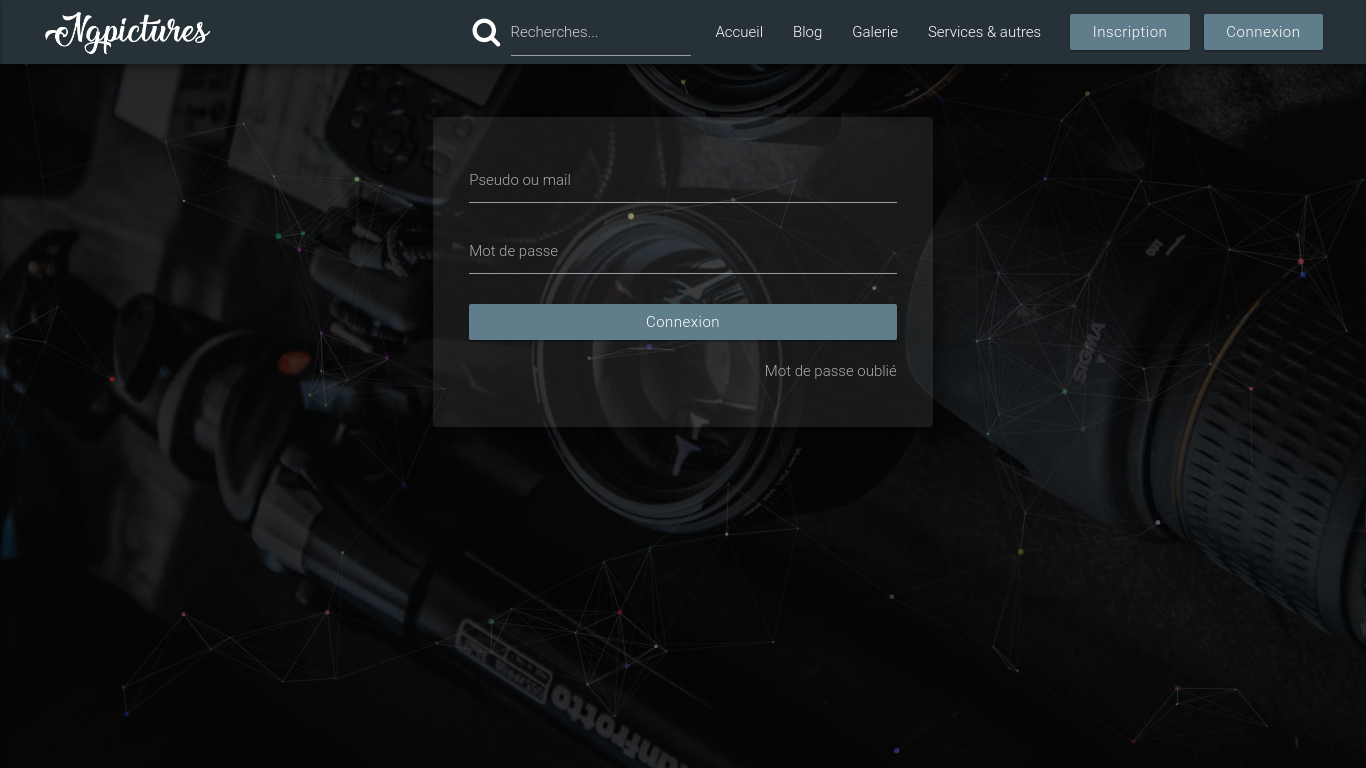 Ngpictures
Recherches...
Accueil
Blog
Galerie
Services & autres
Inscription
Connexion
Pseudo ou mail
Mot de passe
Connexion
Mot de passe oublié
SIGMA